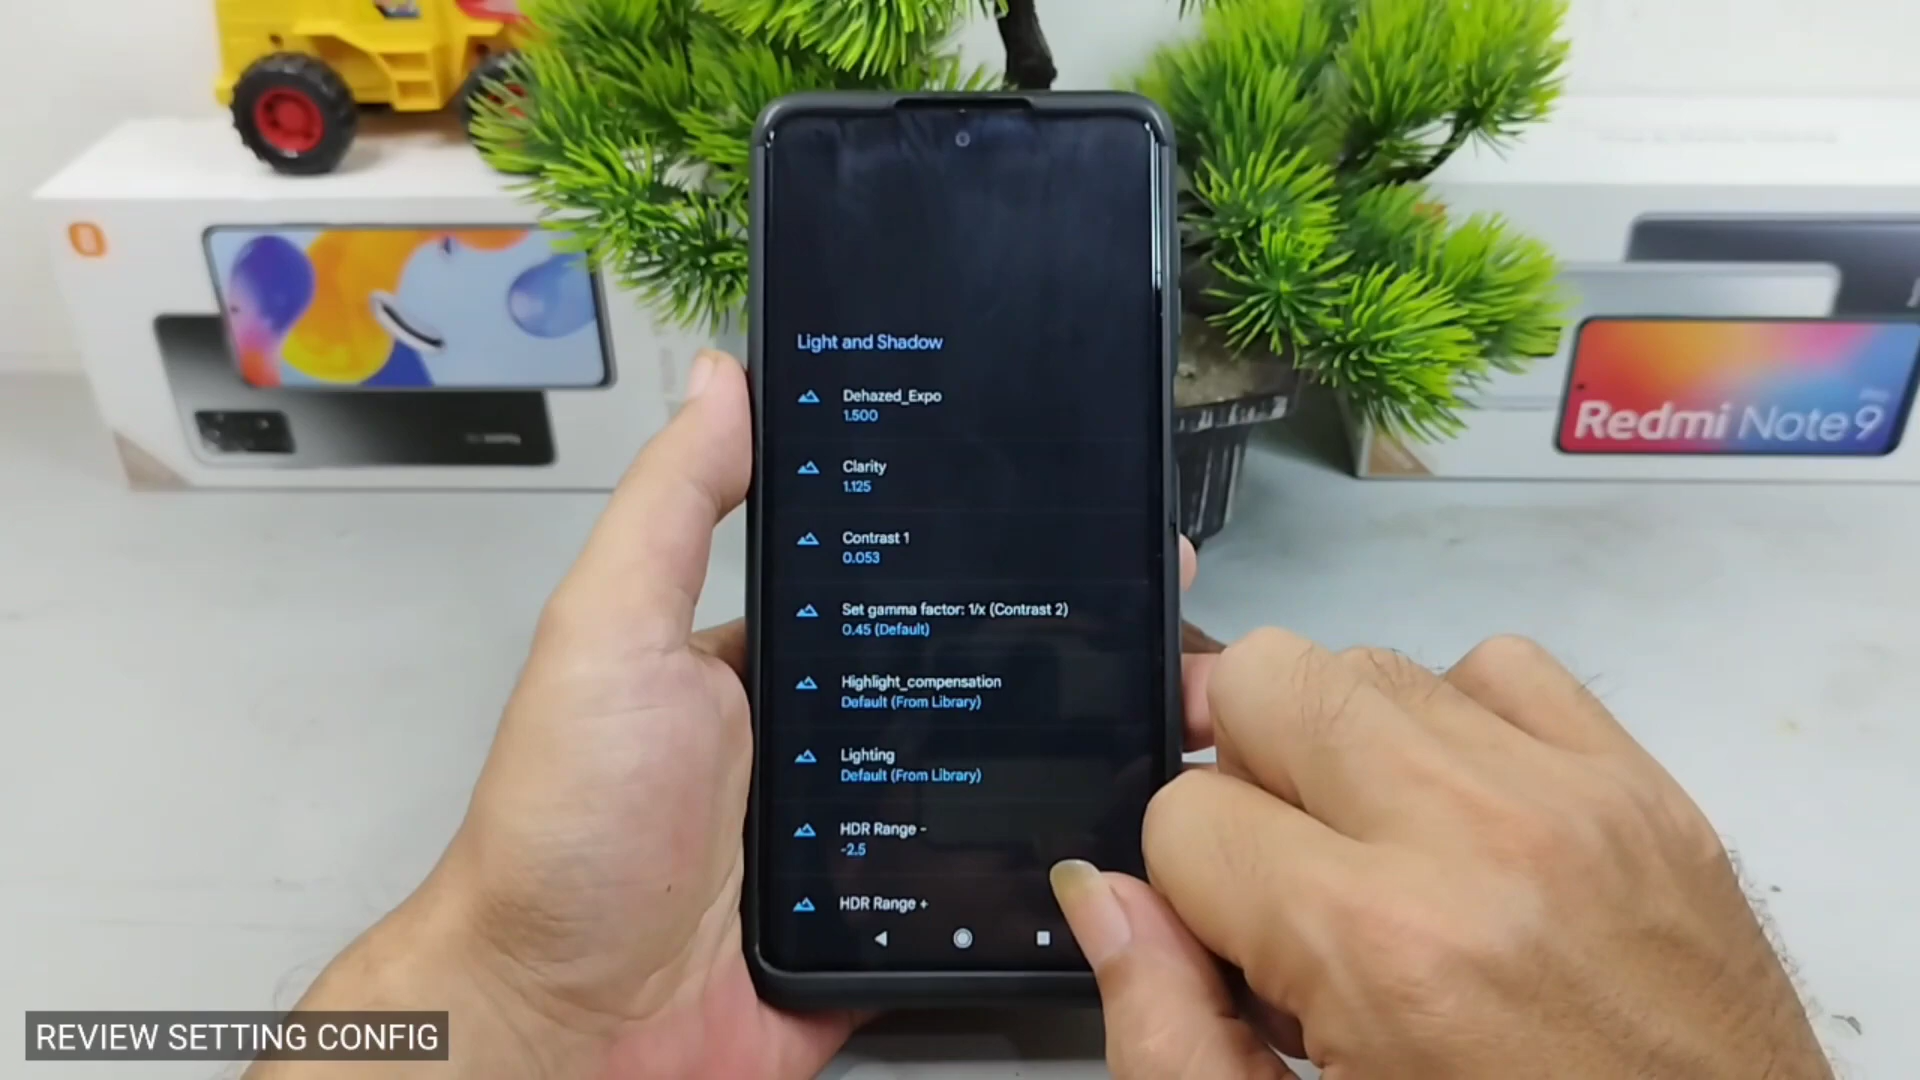 Light and Shadow
Dehazed_Expo
1.500
Clarity
1.125
Contrast 1
0.053
Set gamma factor: 1/x (Contrast 2)
0.45 (Default)
Highlight_compensation
Default (From Library)
Lighting
Default (From Library)
HDR Range -
-2.5
HDR Range +
Redmi Note 9
REVIEW SETTING CONFIG